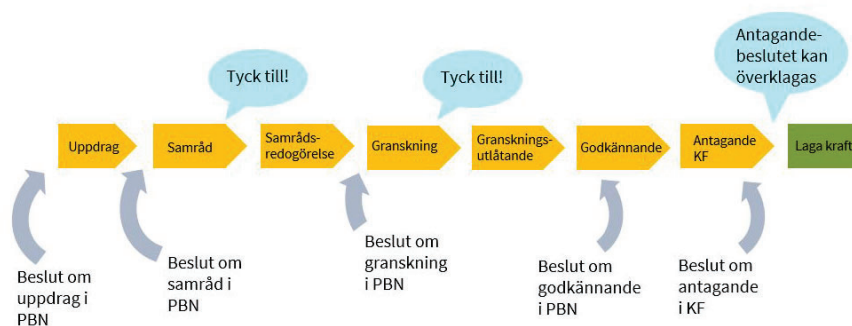 Tyck till!
Tyck till!
Antagande-
beslutet kan
överklagas
Uppdrag
Samråd
Samråds-
redogörelse
Granskning
Gransknings-
utlåtande
Godkännande
Antagande
KF
Laga kraft
Beslut om
uppdrag i
PBN
Beslut om
samråd i
PBN
Beslut om
granskning
i PBN
Beslut om
godkännande
i PBN
Beslut om
antagande
i KF